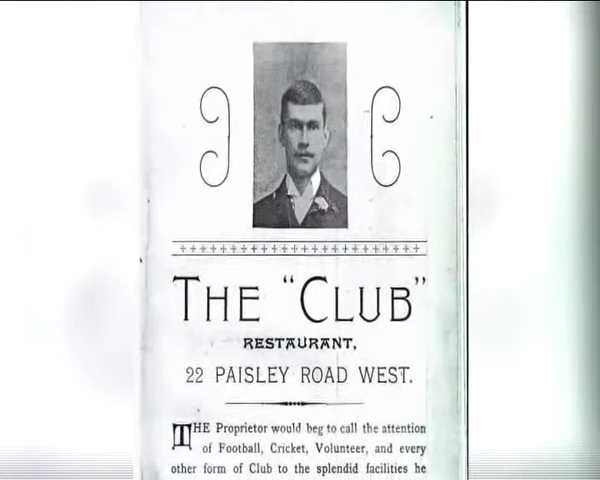 THE "CLUB"
RESTAURANT,
22 PAISLEY ROAD WEST.
THE Proprietor would beg to call the attention
of Football, Cricket, Volunteer, and every
other form of Club to the splendid facilities he